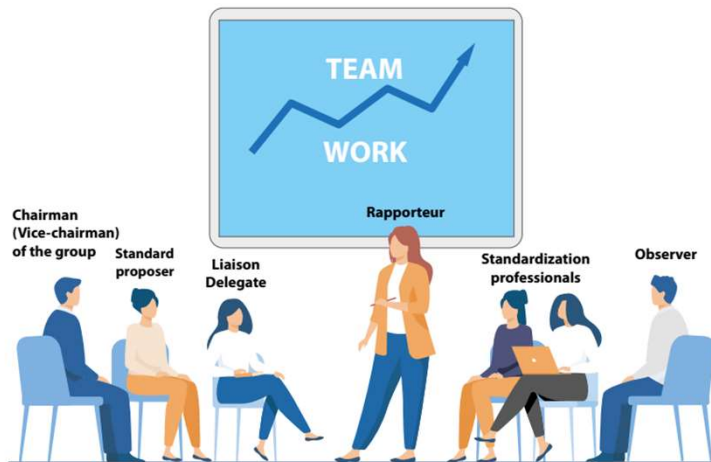 TEAM
WORK
Chairman
(Vice-chairman)
of the group
Standard
proposer
Liaison
Delegate
Rapporteur
Standardization
professionals
Observer